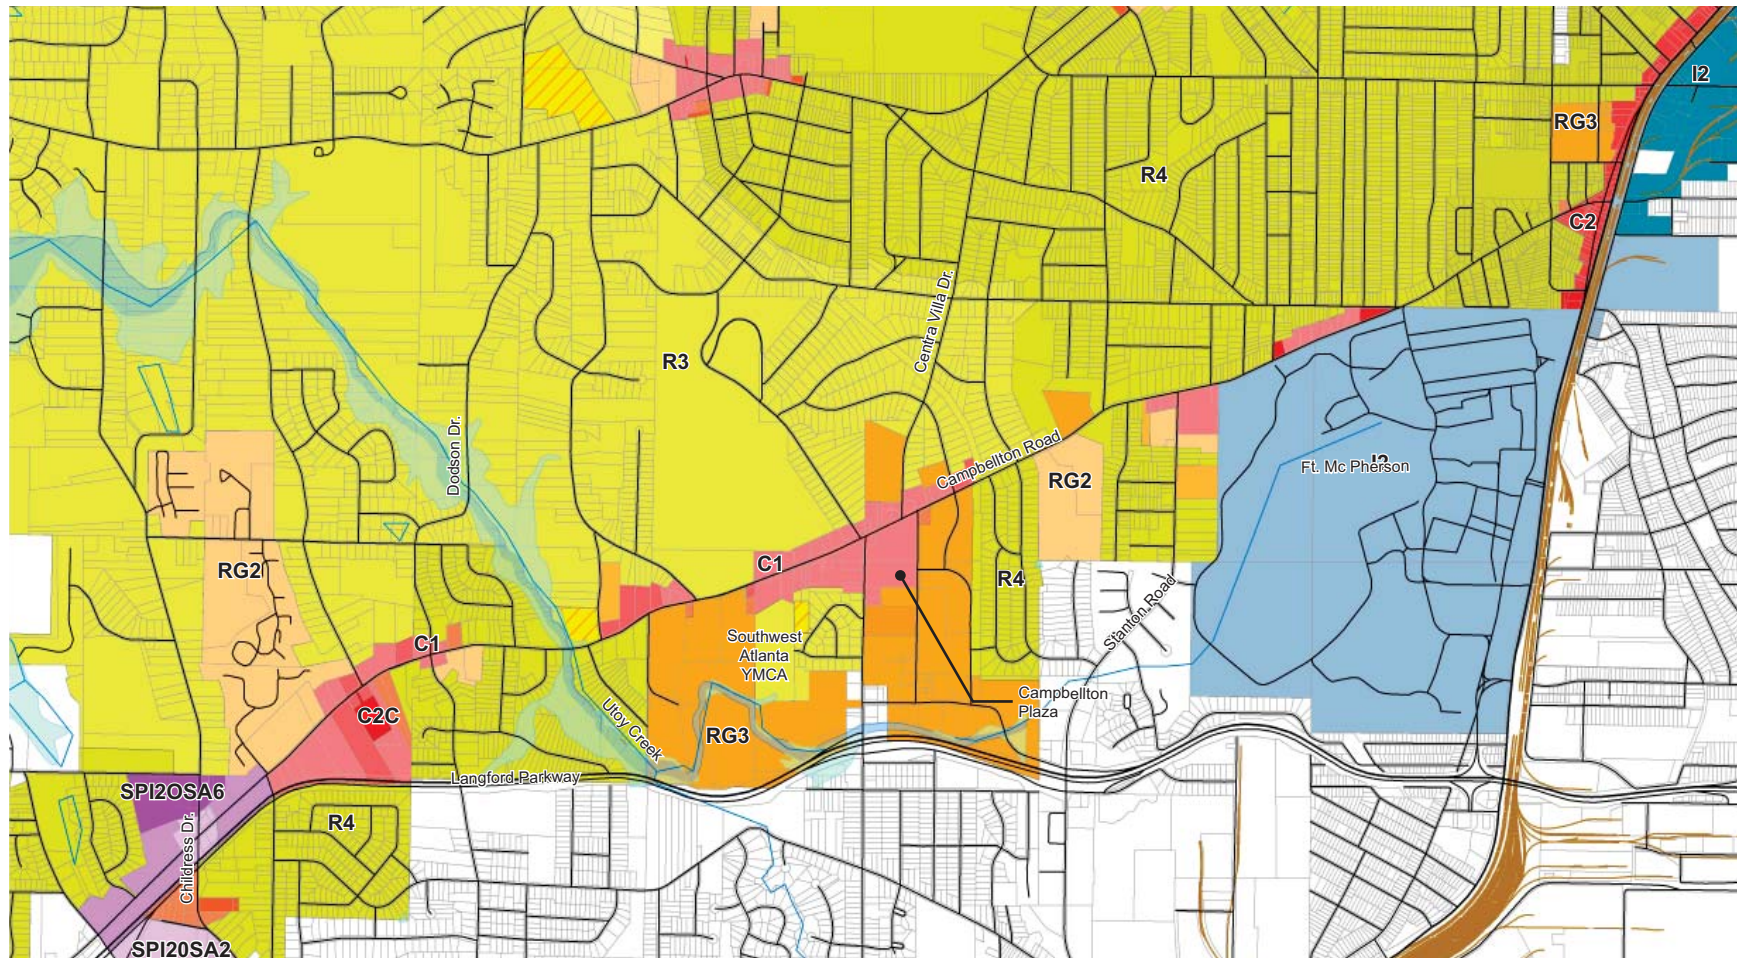 I2
RG3
R4
C2
Centra Villa Dr.
R3
Dodson Dr.
Campbellton Road
Ft. Mc Pherson
I2
RG2
RG2
C1
R4
Stanton Road
Southwest
Atlanta
YMCA
C1
Campbellton
Plaza
C2C
Utoy Creek
RG3
Langford Parkway
SPI2OSA6
R4
Childress Dr.
SPI20SA2